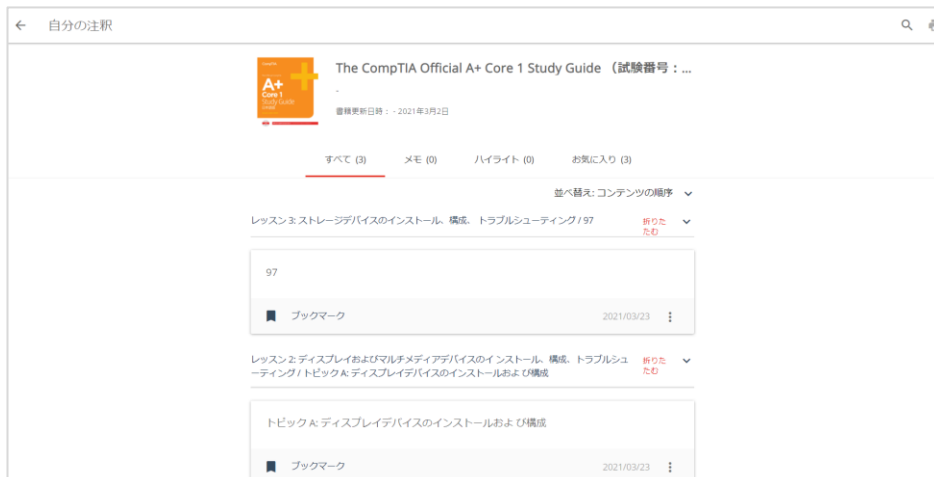 自分の注釈
CompTIA
A+
Core 1
Study Guide
The CompTIA Official A+ Core 1 Study Guide （試験番号：...
-
書籍更新日時： - 2021年3月2日
すべて (3) メモ (0) ハイライト (0) お気に入り (3)
並べ替え: コンテンツの順序
レッスン 3: ストレージデバイスのインストール、構成、 トラブルシューティング / 97
折りた
たむ
97
ブックマーク 2021/03/23
レッスン 2: ディスプレイおよびマルチメディアデバイスのイ ンストール、構成、トラブルシュ
ーティング / トピック A: ディスプレイデバイスのインストールおよ び構成
折りた
たむ
トピック A: ディスプレイデバイスのインストールおよ び構成
ブックマーク 2021/03/23